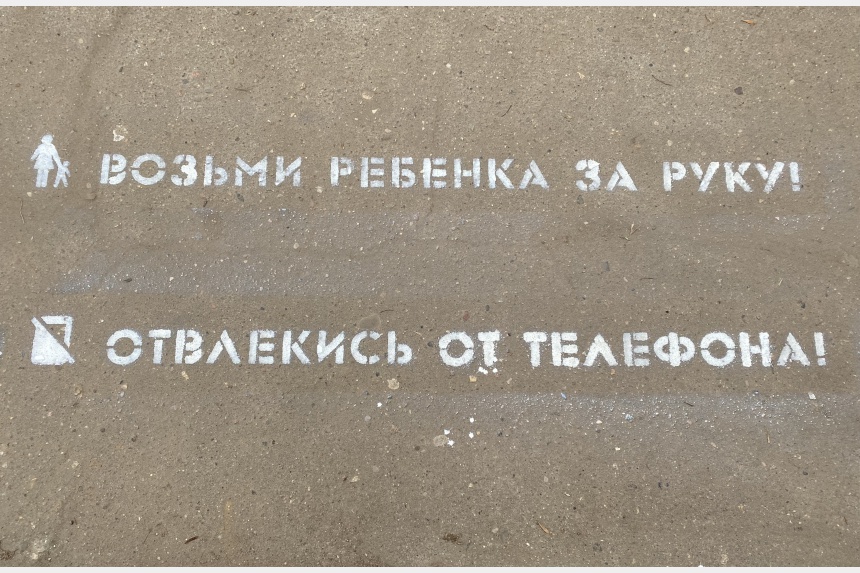 ВОЗЬМИ РЕБЕНКА ЗА РУКУ!
ОТВЛЕКИСЬ ОТ ТЕЛЕФОНА!